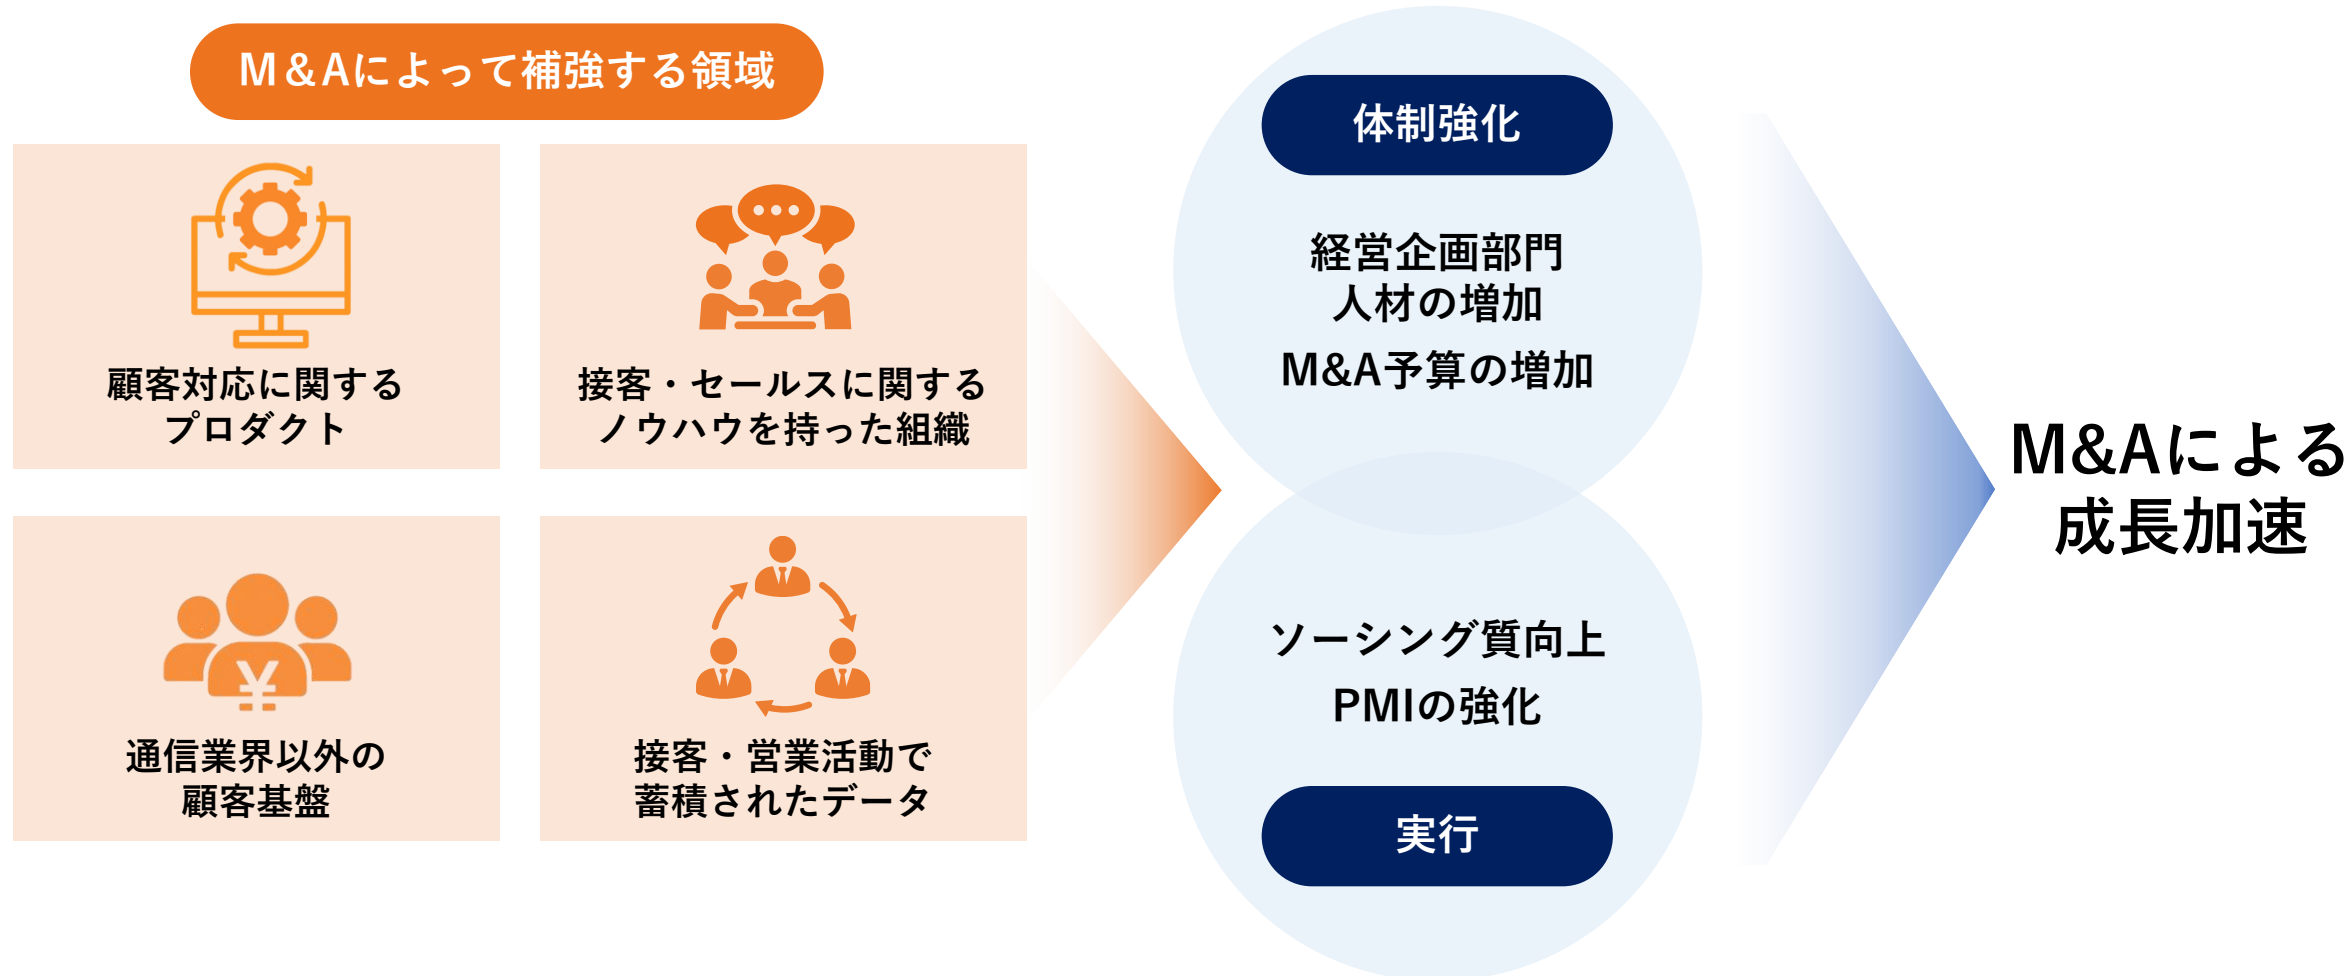 M&Aによって補強する領域
顧客対応に関する
プロダクト
接客・セールスに関する
ノウハウを持った組織
通信業界以外の
顧客基盤
接客・営業活動で
蓄積されたデータ
体制強化
経営企画部門
人材の増加
M&A予算の増加
ソーシング質向上
PMIの強化
実行
M&Aによる
成長加速